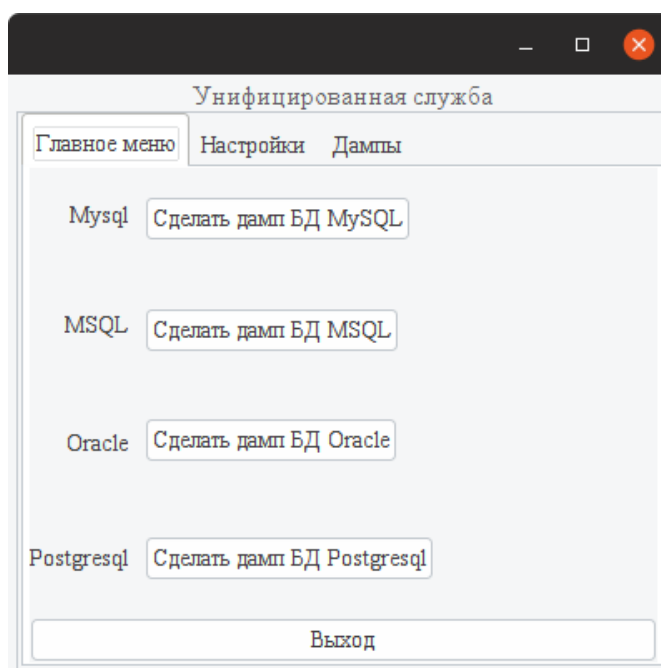 Унифицированная служба
Главное меню Настройки Дампы
Mysql Сделать дамп БД MySQL
MSQL Сделать дамп БД MSQL
Oracle Сделать дамп БД Oracle
Postgresql Сделать дамп БД Postgresql
Выход